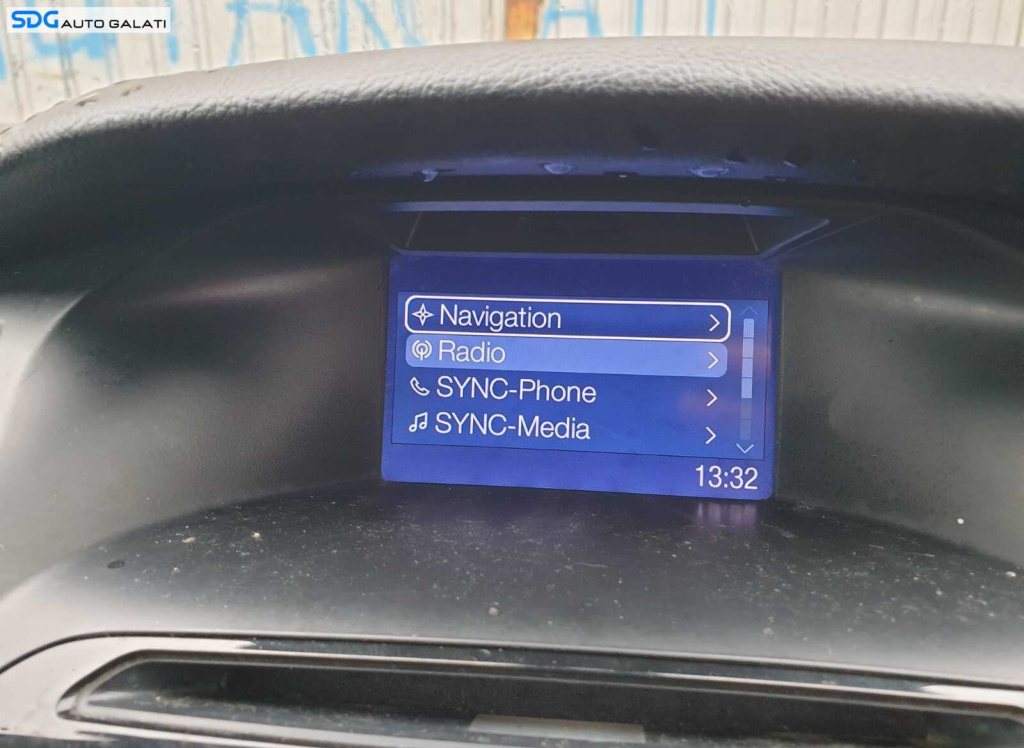 SDG AUTO GALATI
Navigation
Radio
SYNC-Phone
SYNC-Media
13:32